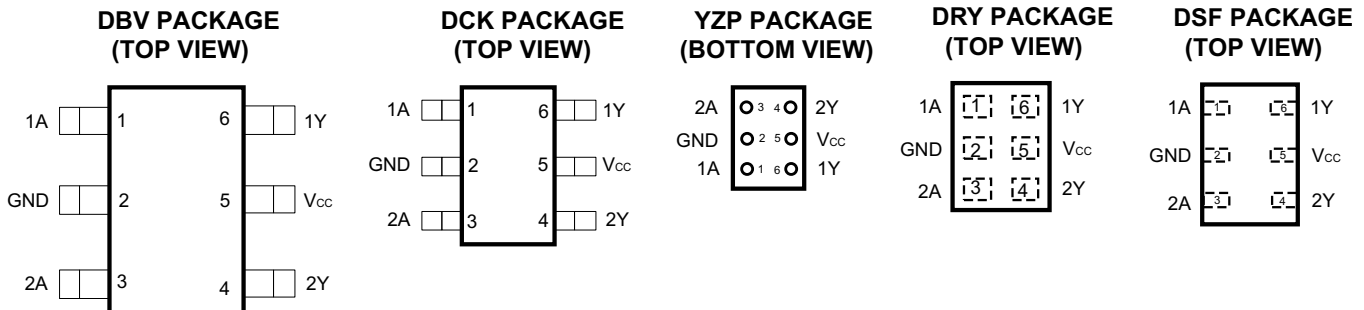 DBV PACKAGE
(TOP VIEW)
1A 1 6 1Y
GND 2 5 Vcc
2A 3 4 2Y
DCK PACKAGE
(TOP VIEW)
1A 1 6 1Y
GND 2 5 Vcc
2A 3 4 2Y
YZP PACKAGE
(BOTTOM VIEW)
2A 3 4 2Y
GND 2 5 Vcc
1A 1 6 1Y
DRY PACKAGE
(TOP VIEW)
1A 1 6 1Y
GND 2 5 Vcc
2A 3 4 2Y
DSF PACKAGE
(TOP VIEW)
1A 1 6 1Y
GND 2 5 Vcc
2A 3 4 2Y